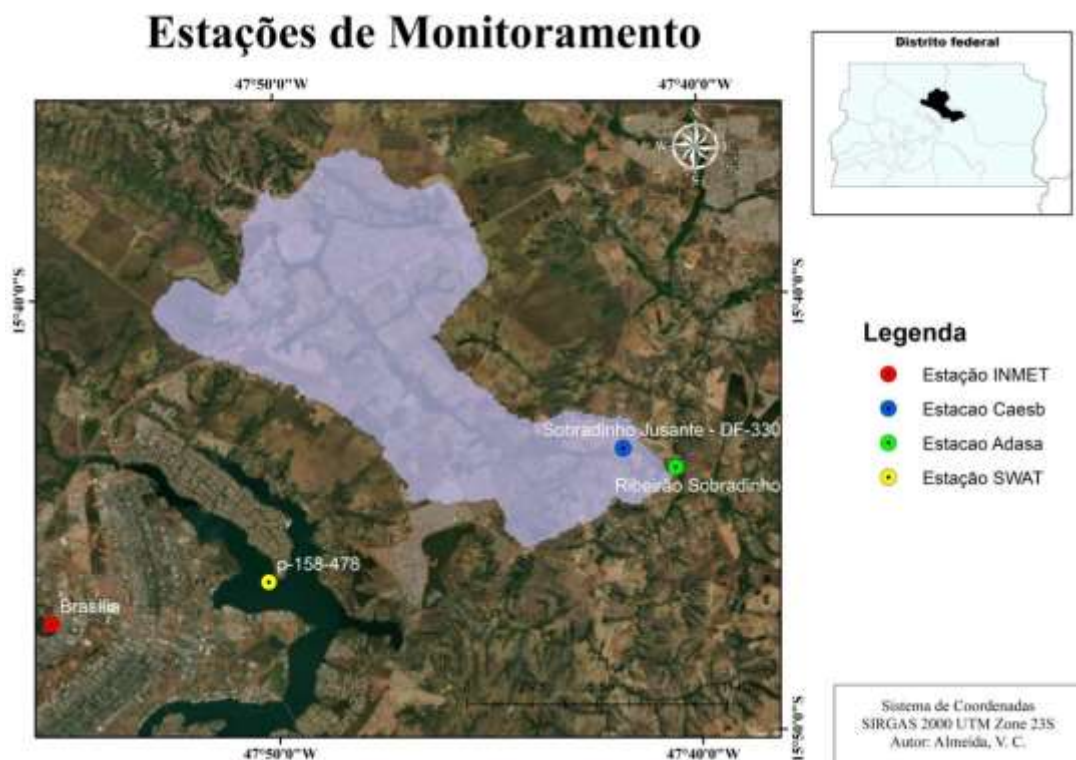 Estações de Monitoramento
47°50'0"W
47°40'0"W
Distrito federal
15°40'0"S
15°40'0"S
Legenda
Estação INMET
Estacao Caesb
Estacao Adasa
Estação SWAT
Sobradinho Jusante - DF-330
Ribeirão Sobradinho
p-158-478
Brasília
47°50'0"W
47°40'0"W
15°50'0"S
Sistema de Coordenadas
SIRGAS 2000 UTM Zone 23S
Autor: Almeida, V. C.